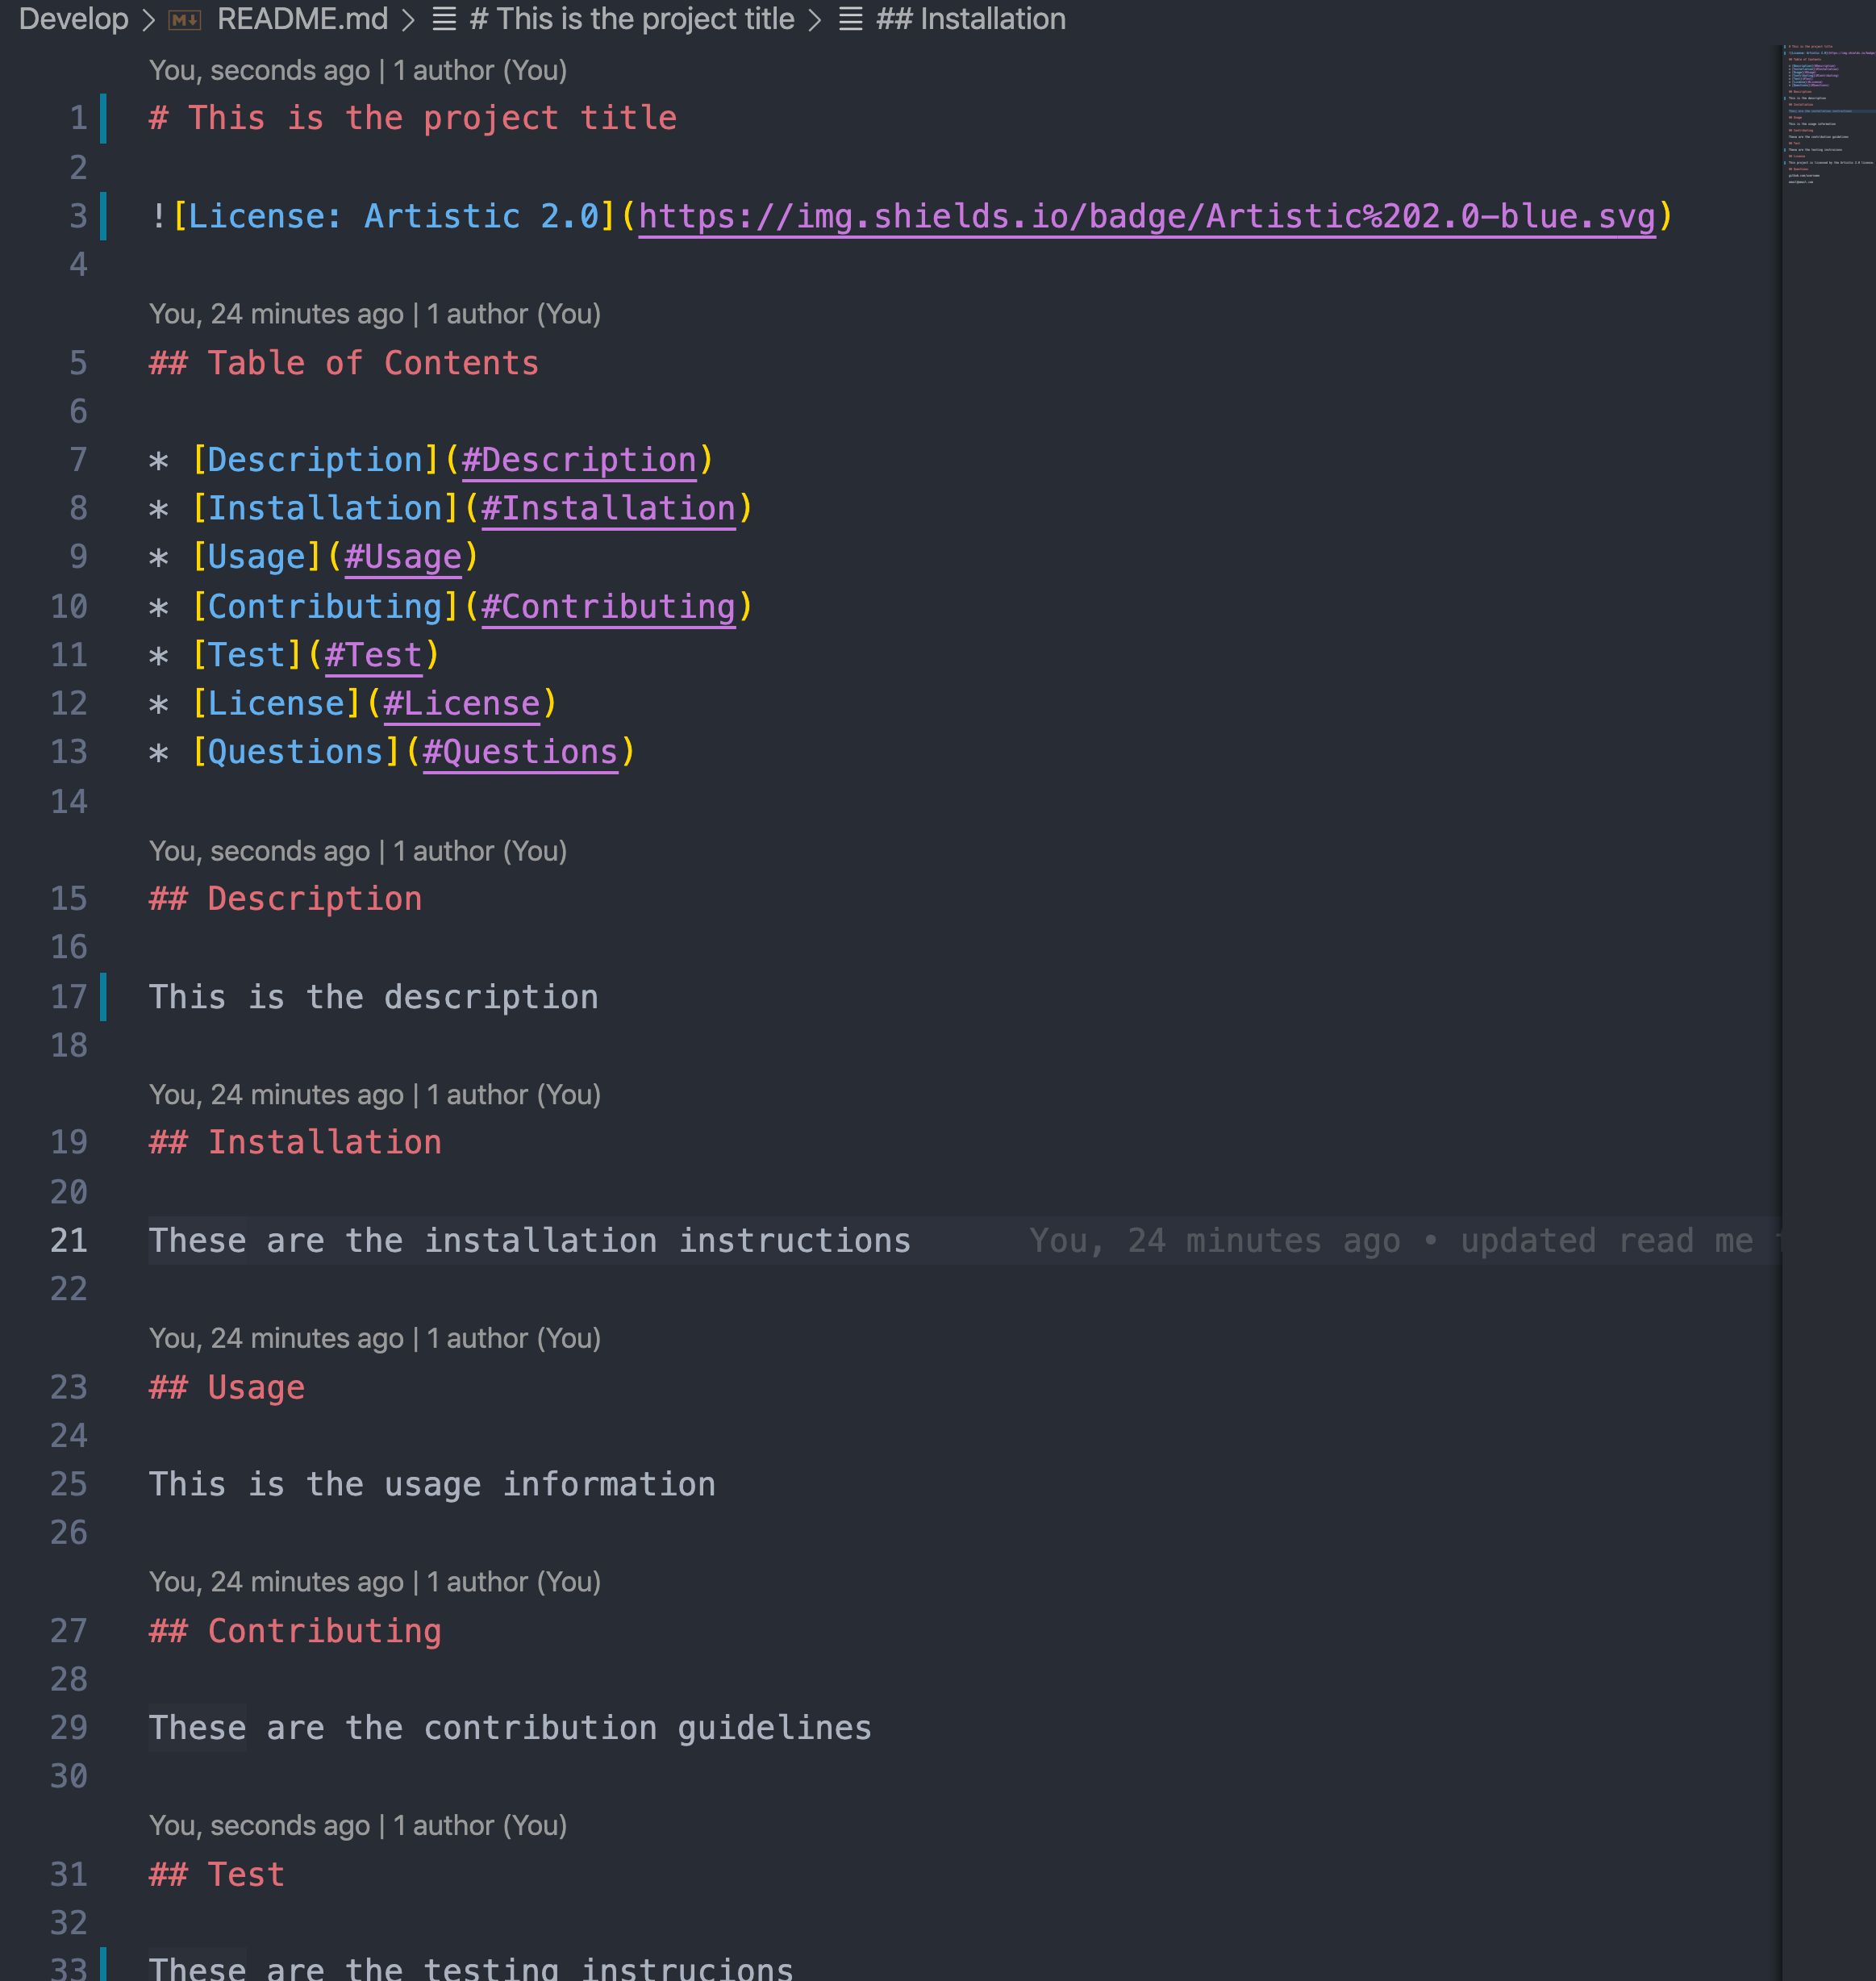 Develop > README.md > # This is the project title > ## Installation
You, seconds ago | 1 author (You)
1 # This is the project title
2
3 ![License: Artistic 2.0](https://img.shields.io/badge/Artistic%202.0-blue.svg)
4
You, 24 minutes ago | 1 author (You)
5 ## Table of Contents
6
7 * [Description](#Description)
8 * [Installation](#Installation)
9 * [Usage](#Usage)
10 * [Contributing](#Contributing)
11 * [Test](#Test)
12 * [License](#License)
13 * [Questions](#Questions)
14
You, seconds ago | 1 author (You)
15 ## Description
16
17 This is the description
18
You, 24 minutes ago | 1 author (You)
19 ## Installation
20
21 These are the installation instructions You, 24 minutes ago • updated read me
22
You, 24 minutes ago | 1 author (You)
23 ## Usage
24
25 This is the usage information
26
You, 24 minutes ago | 1 author (You)
27 ## Contributing
28
29 These are the contribution guidelines
30
You, seconds ago | 1 author (You)
31 ## Test
32
33 These are the testing instrucions